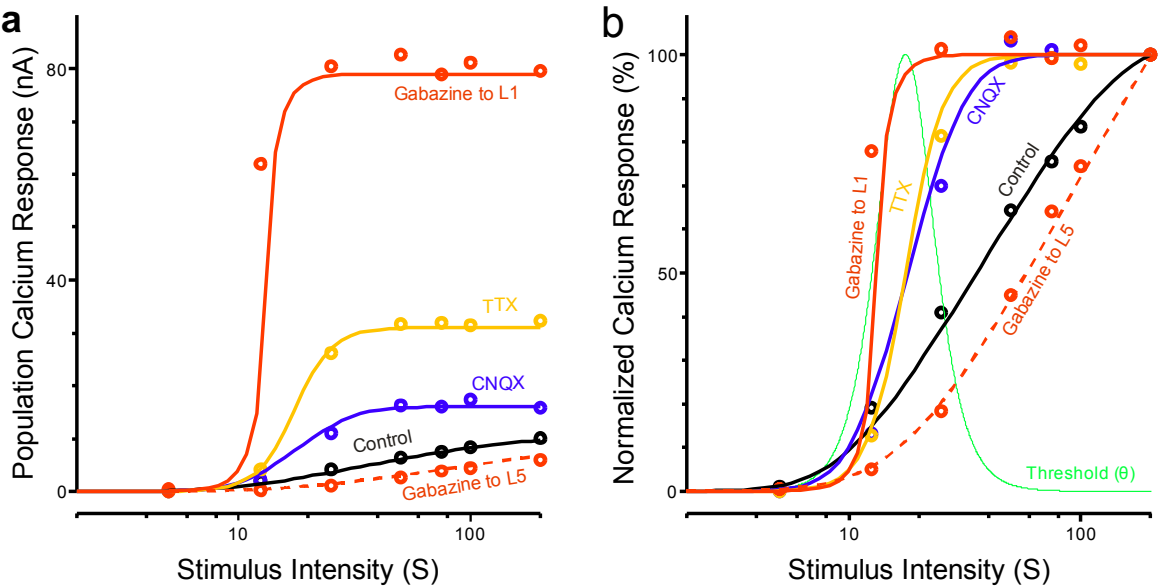 a
Population Calcium Response (nA)
80
40
0
10
100
Stimulus Intensity (S)
Gabazine to L1
TTX
CNQX
Control
Gabazine to L5
b
Normalized Calcium Response (%)
100
50
0
10
100
Stimulus Intensity (S)
Gabazine to L1
TTX
CNQX
Control
Gabazine to L5
Threshold (θ)